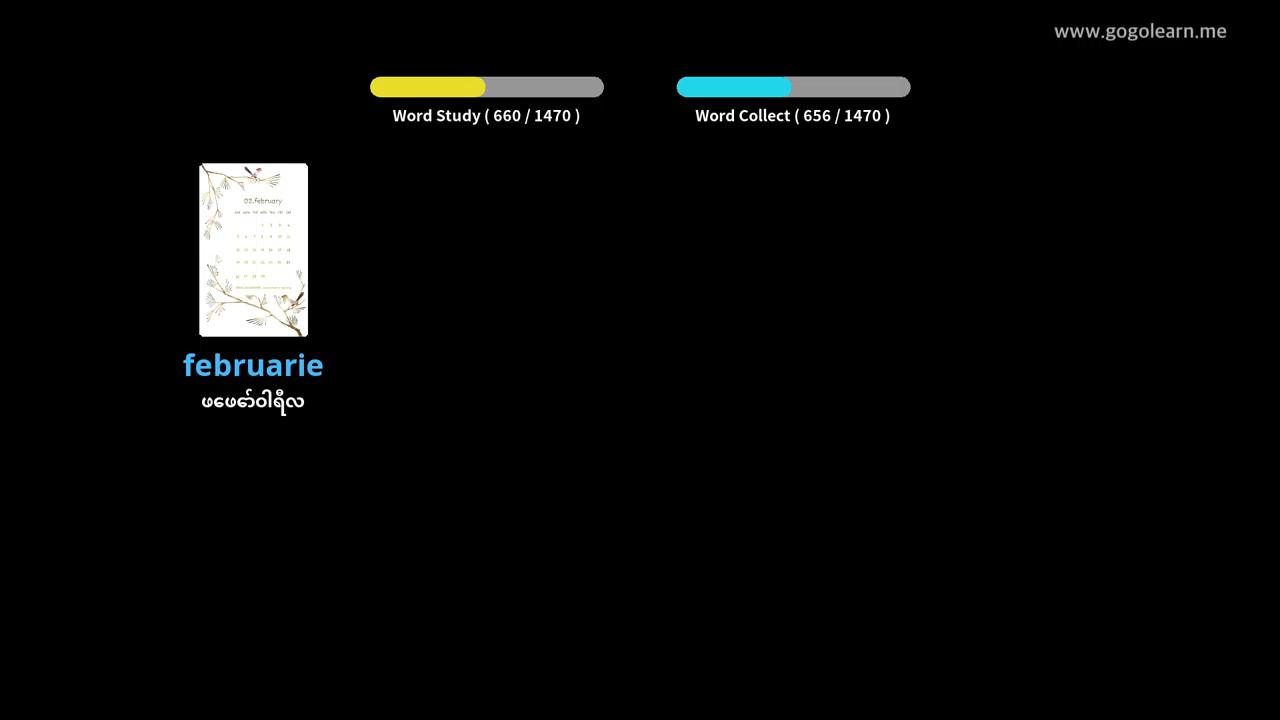 www.gogolearn.me
Word Study ( 660 / 1470 )
Word Collect ( 656 / 1470 )
02.february
februarie
ဖဖေဖော်ဝါရီလ